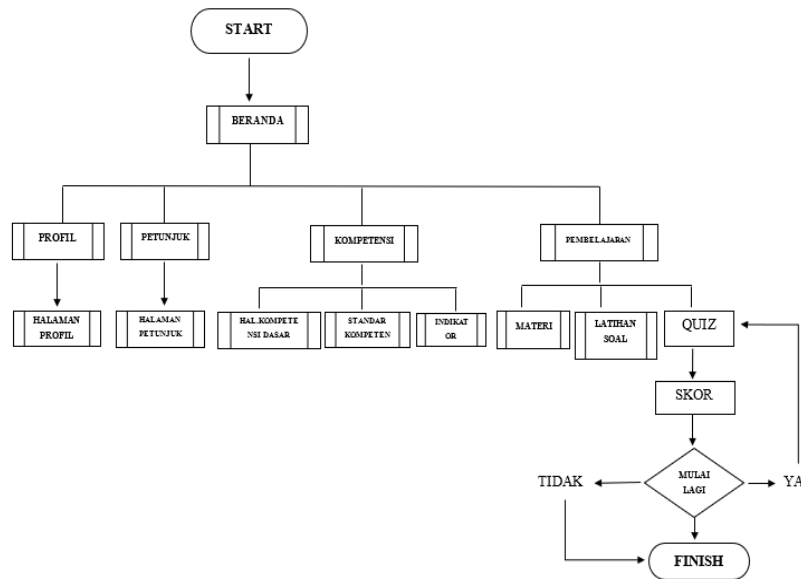 START
BERANDA
PROFIL
PETUNJUK
KOMPETENSI
PEMBELAJARAN
HALAMAN
PROFIL
HALAMAN
PETUNJUK
HAL.KOMPETE
NSI DASAR
STANDAR
KOMPETEN
INDIKAT
OR
MATERI
LATIHAN
SOAL
QUIZ
SKOR
MULAI
LAGI
TIDAK
YA
FINISH